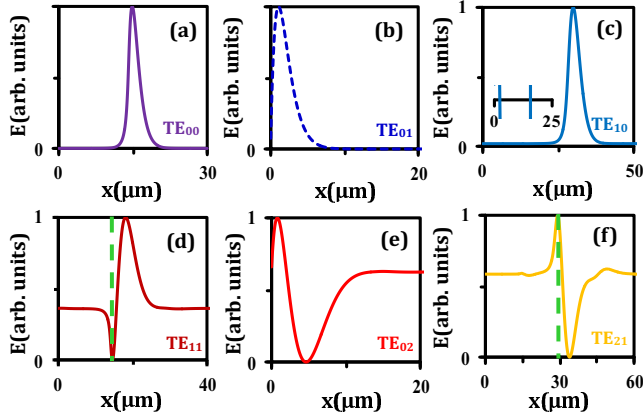 E(arb. units)
1
0
(a)
TE00
0
30
x(μm)
E(arb. units)
1
0
(b)
TE01
0
20
x(μm)
E(arb. units)
1
0
(c)
0
25
TE10
0
50
x(μm)
E(arb. units)
1
0
(d)
TE11
0
40
x(μm)
E(arb. units)
1
0
(e)
TE02
0
20
x(μm)
E(arb. units)
1
0
(f)
TE21
0
30
60
x(μm)